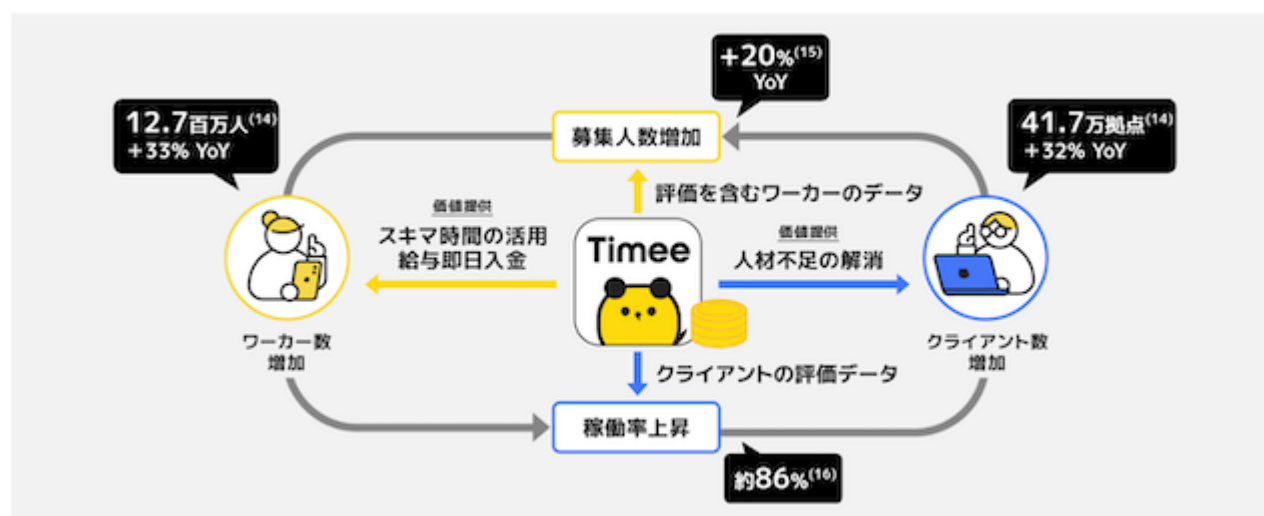 +20%(15)
YoY
12.7百万人(14)
+33% YoY
41.7万拠点(14)
+32% YoY
募集人数増加
評価を含むワーカーのデータ
価値提供
スキマ時間の活用
給与即日入金
Timee
価値提供
人材不足の解消
ワーカー数
増加
クライアント数
増加
クライアントの評価データ
稼働率上昇
約86%(16)